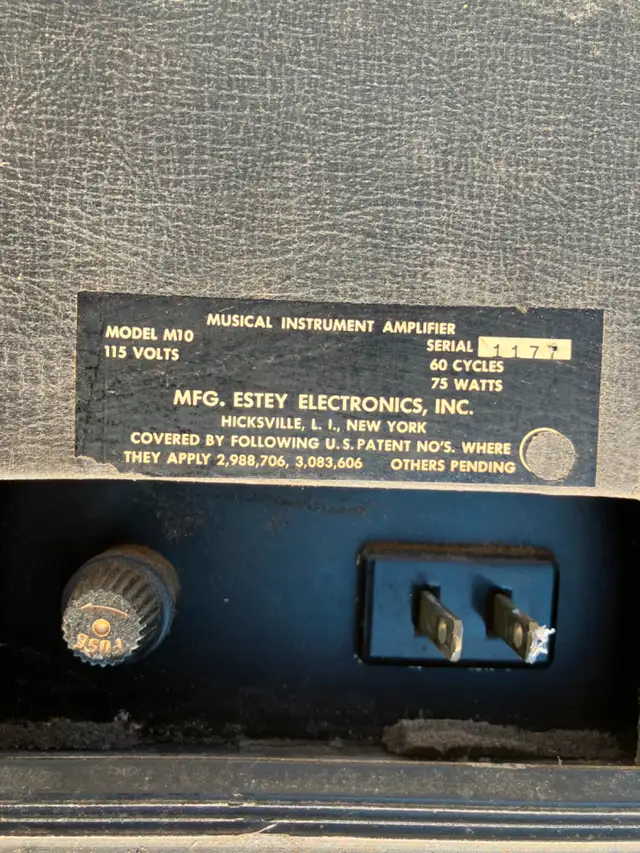 MUSICAL INSTRUMENT AMPLIFIER
MODEL M10
SERIAL 1177
115 VOLTS
60 CYCLES
75 WATTS
MFG. ESTEY ELECTRONICS, INC.
HICKSVILLE, L. I., NEW YORK
COVERED BY FOLLOWING U.S. PATENT NO'S. WHERE
THEY APPLY 2,988,706, 3,083,606 OTHERS PENDING
FUSE